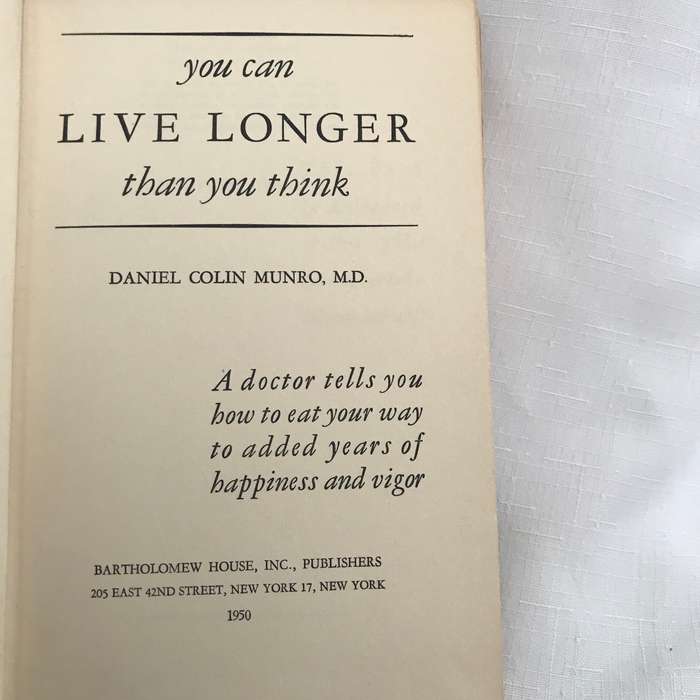 you can
LIVE LONGER
than you think
DANIEL COLIN MUNRO, M.D.
A doctor tells you
how to eat your way
to added years of
happiness and vigor
BARTHOLOMEW HOUSE, INC., PUBLISHERS
205 EAST 42ND STREET, NEW YORK 17, NEW YORK
1950